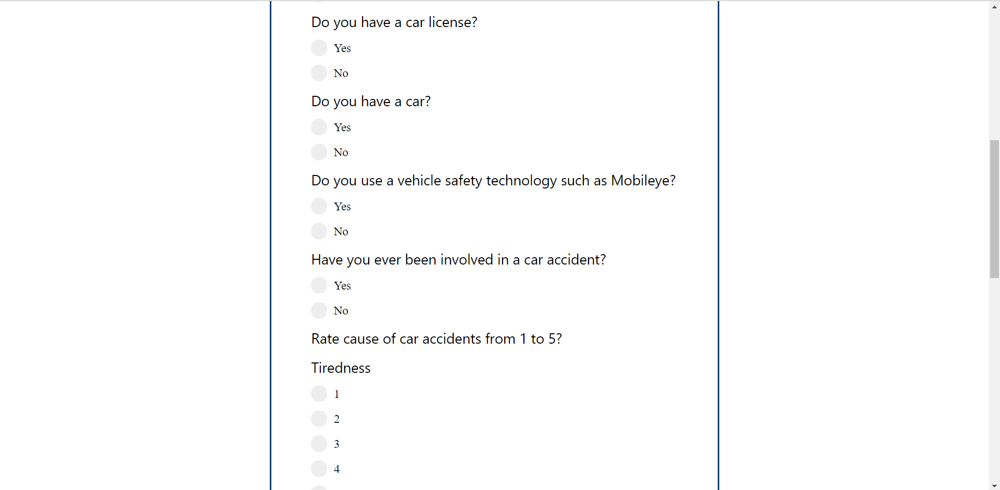 Do you have a car license?
Yes
No
Do you have a car?
Yes
No
Do you use a vehicle safety technology such as Mobileye?
Yes
No
Have you ever been involved in a car accident?
Yes
No
Rate cause of car accidents from 1 to 5?
Tiredness
1
2
3
4